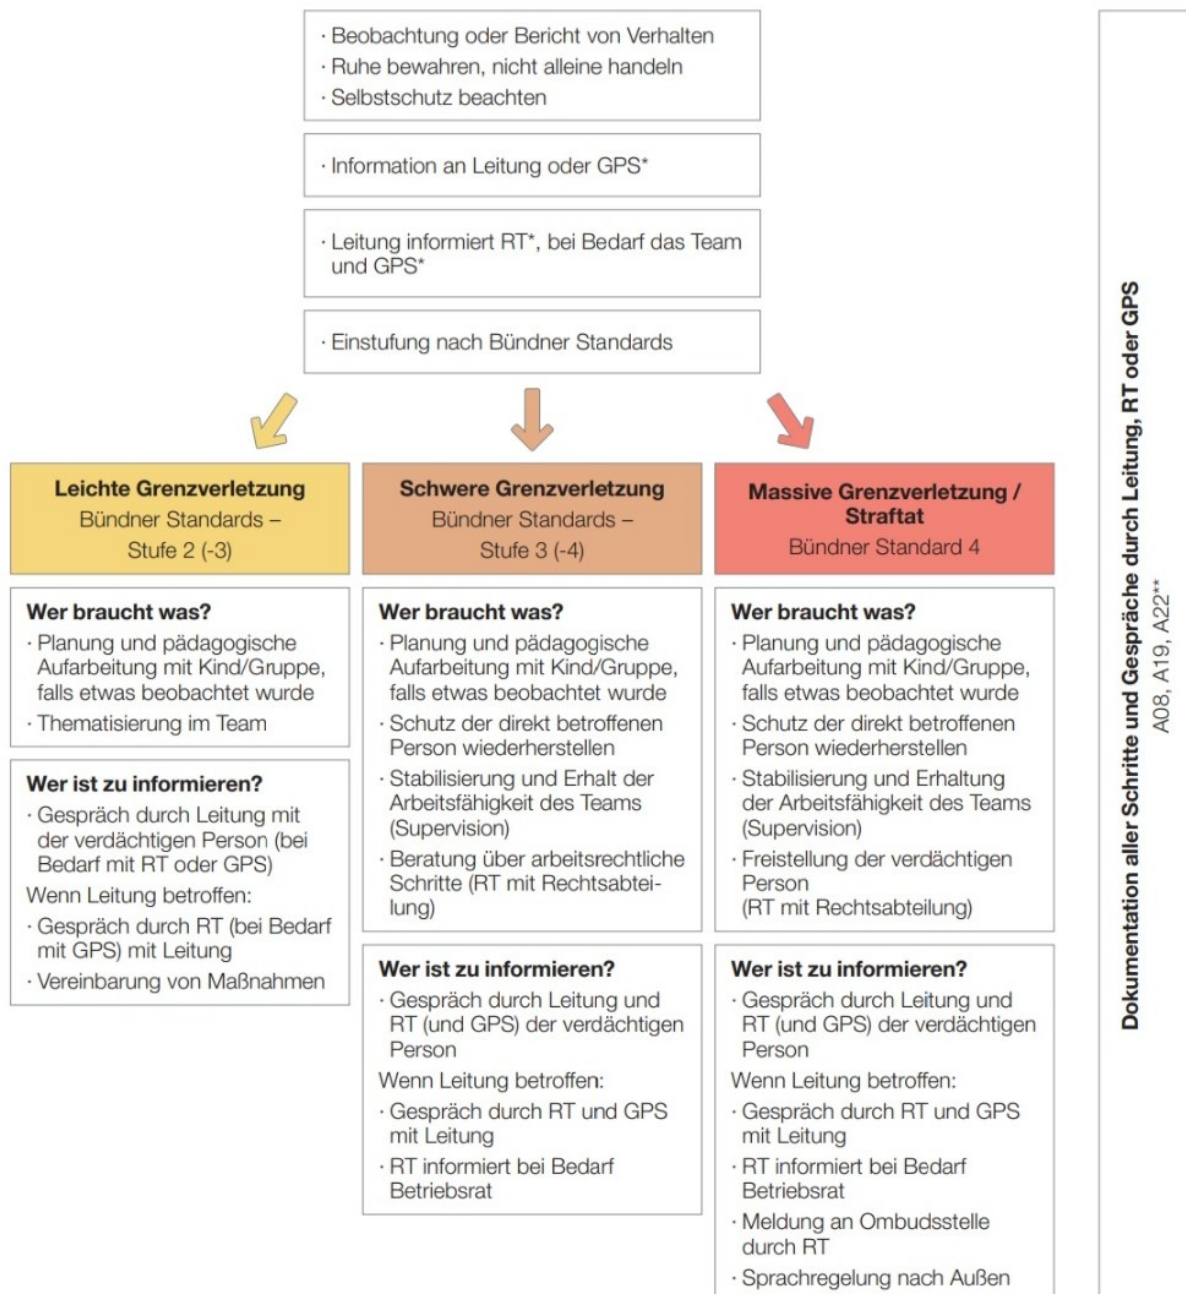 · Beobachtung oder Bericht von Verhalten
· Ruhe bewahren, nicht alleine handeln
· Selbstschutz beachten
· Information an Leitung oder GPS*
· Leitung informiert RT*, bei Bedarf das Team
und GPS*
· Einstufung nach Bündner Standards
Leichte Grenzverletzung
Bündner Standards –
Stufe 2 (-3)
Wer braucht was?
· Planung und pädagogische
Aufarbeitung mit Kind/Gruppe,
falls etwas beobachtet wurde
· Thematisierung im Team
Wer ist zu informieren?
· Gespräch durch Leitung mit
der verdächtigen Person (bei
Bedarf mit RT oder GPS)
Wenn Leitung betroffen:
· Gespräch durch RT (bei Bedarf
mit GPS) mit Leitung
· Vereinbarung von Maßnahmen
Schwere Grenzverletzung
Bündner Standards –
Stufe 3 (-4)
Wer braucht was?
· Planung und pädagogische
Aufarbeitung mit Kind/Gruppe,
falls etwas beobachtet wurde
· Schutz der direkt betroffenen
Person wiederherstellen
· Stabilisierung und Erhalt der
Arbeitsfähigkeit des Teams
(Supervision)
· Beratung über arbeitsrechtliche
Schritte (RT mit Rechtsabtei-
lung)
Wer ist zu informieren?
· Gespräch durch Leitung und
RT (und GPS) der verdächtigen
Person
Wenn Leitung betroffen:
· Gespräch durch RT und GPS
mit Leitung
· RT informiert bei Bedarf
Betriebsrat
Massive Grenzverletzung /
Straftat
Bündner Standard 4
Wer braucht was?
· Planung und pädagogische
Aufarbeitung mit Kind/Gruppe,
falls etwas beobachtet wurde
· Schutz der direkt betroffenen
Person wiederherstellen
· Stabilisierung und Erhaltung
der Arbeitsfähigkeit des Teams
(Supervision)
· Freistellung der verdächtigen
Person
(RT mit Rechtsabteilung)
Wer ist zu informieren?
· Gespräch durch Leitung und
RT (und GPS) der verdächtigen
Person
Wenn Leitung betroffen:
· Gespräch durch RT und GPS
mit Leitung
· RT informiert bei Bedarf
Betriebsrat
· Meldung an Ombudsstelle
durch RT
· Sprachregelung nach Außen
Dokumentation aller Schritte und Gespräche durch Leitung, RT oder GPS
A08, A19, A22**